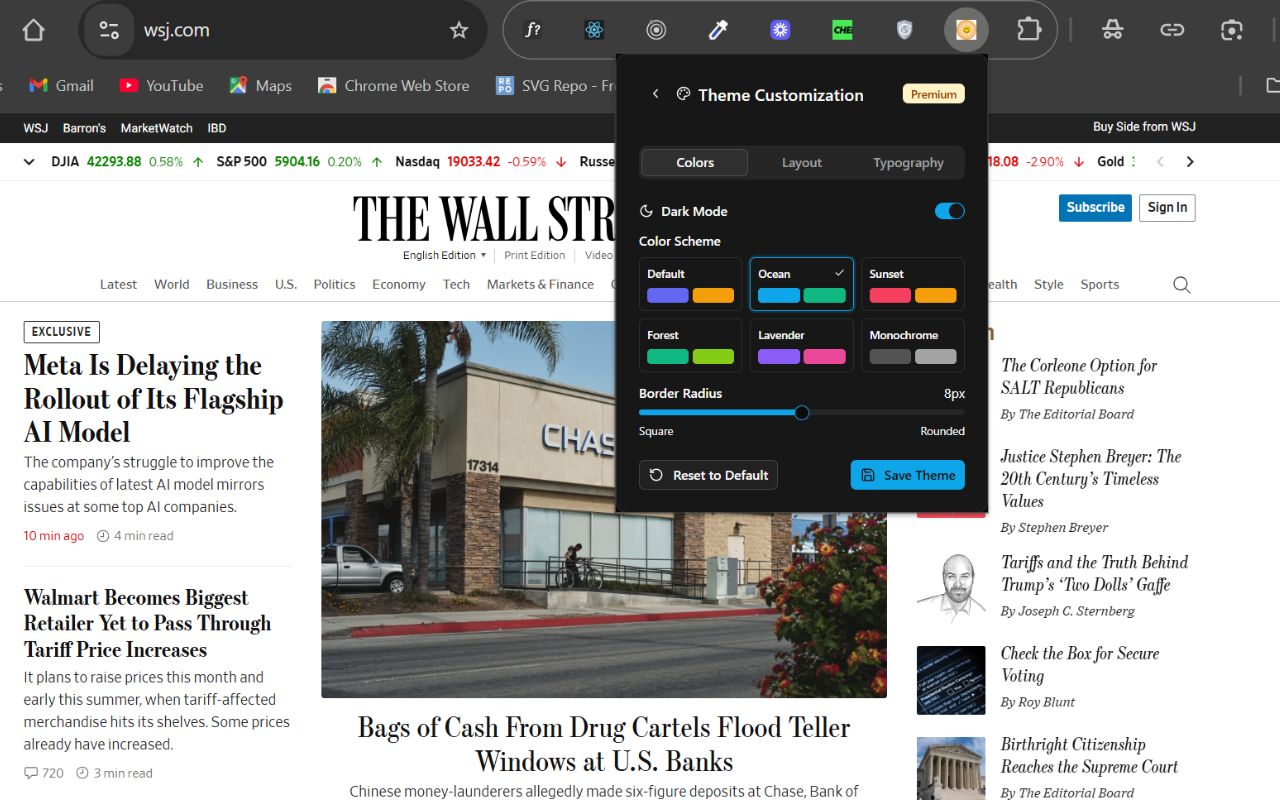 wsj.com
f?
CHE
Gmail
YouTube
Maps
Chrome Web Store
RE
PO
SVG Repo - Fr
WSJ
Barron's
MarketWatch
IBD
Buy Side from WSJ
DJIA 42293.88 0.58%
S&P 500 5904.16 0.20%
Nasdaq 19033.42 -0.59%
Russe
18.08 -2.90%
Gold
THE WALL STR
English Edition
Print Edition
Video
Subscribe
Sign In
Latest
World
Business
U.S.
Politics
Economy
Tech
Markets & Finance
ealth
Style
Sports
Theme Customization
Premium
Colors
Layout
Typography
Dark Mode
Color Scheme
Default
Ocean
Sunset
Forest
Lavender
Monochrome
Border Radius
8px
Square
Rounded
Reset to Default
Save Theme
EXCLUSIVE
Meta Is Delaying the
Rollout of Its Flagship
AI Model
The company’s struggle to improve the
capabilities of latest AI model mirrors
issues at some top AI companies.
10 min ago
4 min read
Walmart Becomes Biggest
Retailer Yet to Pass Through
Tariff Price Increases
It plans to raise prices this month and
early this summer, when tariff-affected
merchandise hits its shelves. Some prices
already have increased.
720
3 min read
CHAS
17314
Bags of Cash From Drug Cartels Flood Teller
Windows at U.S. Banks
Chinese money-launderers allegedly made six-figure deposits at Chase, Bank of
n
The Corleone Option for
SALT Republicans
By The Editorial Board
Justice Stephen Breyer: The
20th Century’s Timeless
Values
By Stephen Breyer
Tariffs and the Truth Behind
Trump’s ‘Two Dolls’ Gaffe
By Joseph C. Sternberg
Check the Box for Secure
Voting
By Roy Blunt
Birthright Citizenship
Reaches the Supreme Court
By The Editorial Board